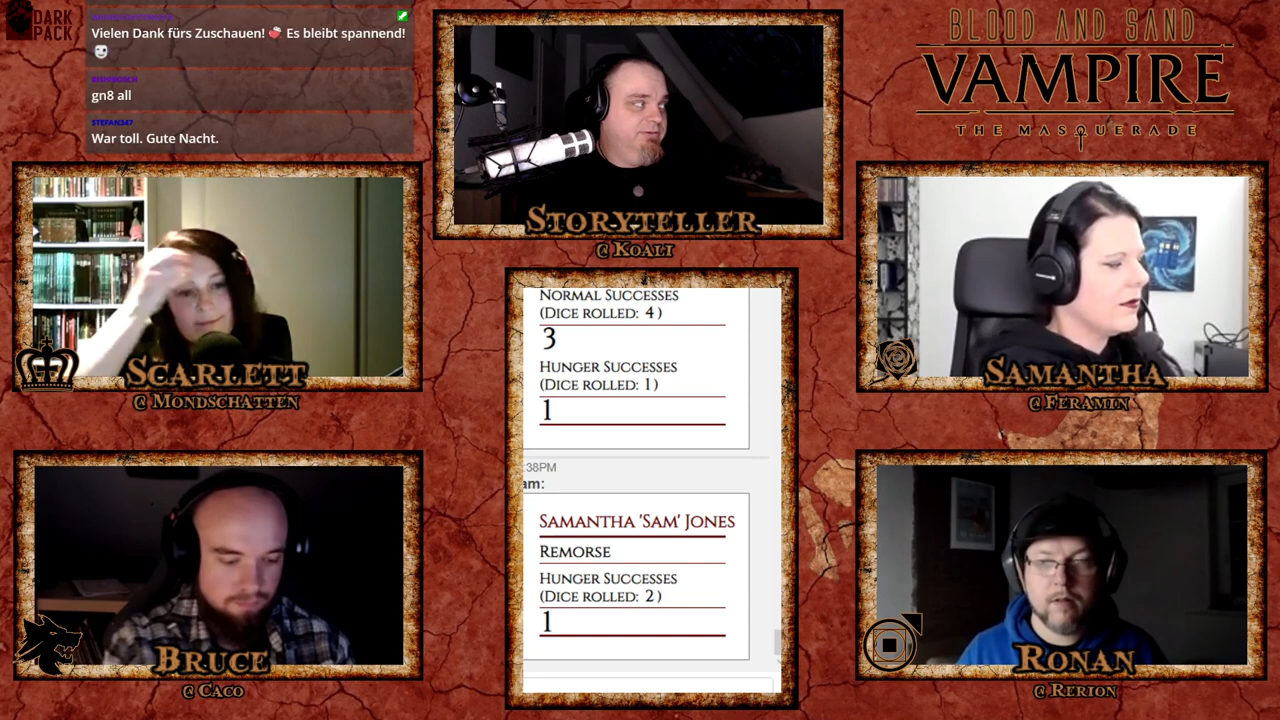 DARK
PACK
Vielen Dank fürs Zuschauen! Es bleibt spannend!
gn8 all
STEFAN347
War toll. Gute Nacht.
BLOOD AND SAND
VAMPIRE
THE MASQUERADE
STORYTELLER
@ KOALI
SCARLETT
@ MONDSCHATTEN
SAMANTHA
@ FERAMIN
NORMAL SUCCESSES
(DICE ROLLED: 4)
3
HUNGER SUCCESSES
(DICE ROLLED: 1)
1
:38PM
am:
SAMANTHA 'SAM' JONES
REMORSE
HUNGER SUCCESSES
(DICE ROLLED: 2)
1
BRUCE
@ CACO
RONAN
@ RERION